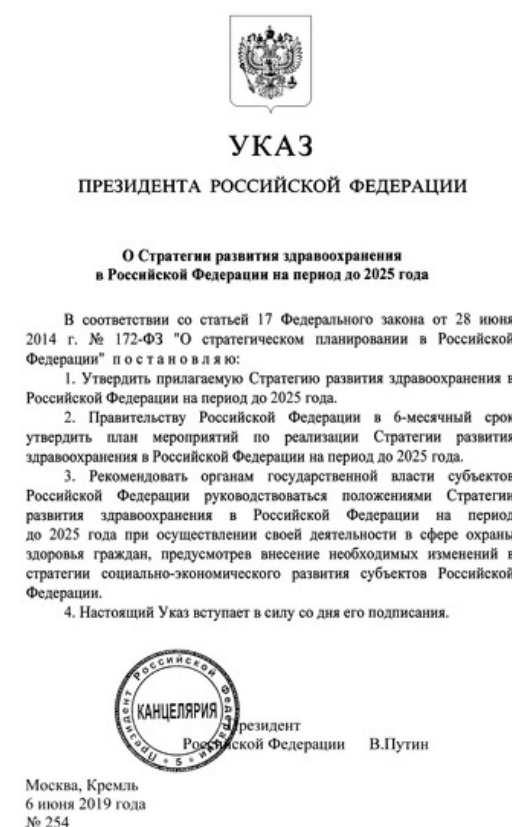 УКАЗ
ПРЕЗИДЕНТА РОССИЙСКОЙ ФЕДЕРАЦИИ
О Стратегии развития здравоохранения
в Российской Федерации на период до 2025 года
В соответствии со статьей 17 Федерального закона от 28 июня
2014 г. № 172-ФЗ "О стратегическом планировании в Российской
Федерации" п о с т а н о в л я ю:
1. Утвердить прилагаемую Стратегию развития здравоохранения в
Российской Федерации на период до 2025 года.
2. Правительству Российской Федерации в 6-месячный срок
утвердить план мероприятий по реализации Стратегии развития
здравоохранения в Российской Федерации на период до 2025 года.
3. Рекомендовать органам государственной власти субъектов
Российской Федерации руководствоваться положениями Стратегии
развития здравоохранения в Российской Федерации на период
до 2025 года при осуществлении своей деятельности в сфере охраны
здоровья граждан, предусмотрев внесение необходимых изменений в
стратегии социально-экономического развития субъектов Российской
Федерации.
4. Настоящий Указ вступает в силу со дня его подписания.
Президент Российской Федерации
КАНЦЕЛЯРИЯ
5
Президент
Российской Федерации В.Путин
Москва, Кремль
6 июня 2019 года
№ 254